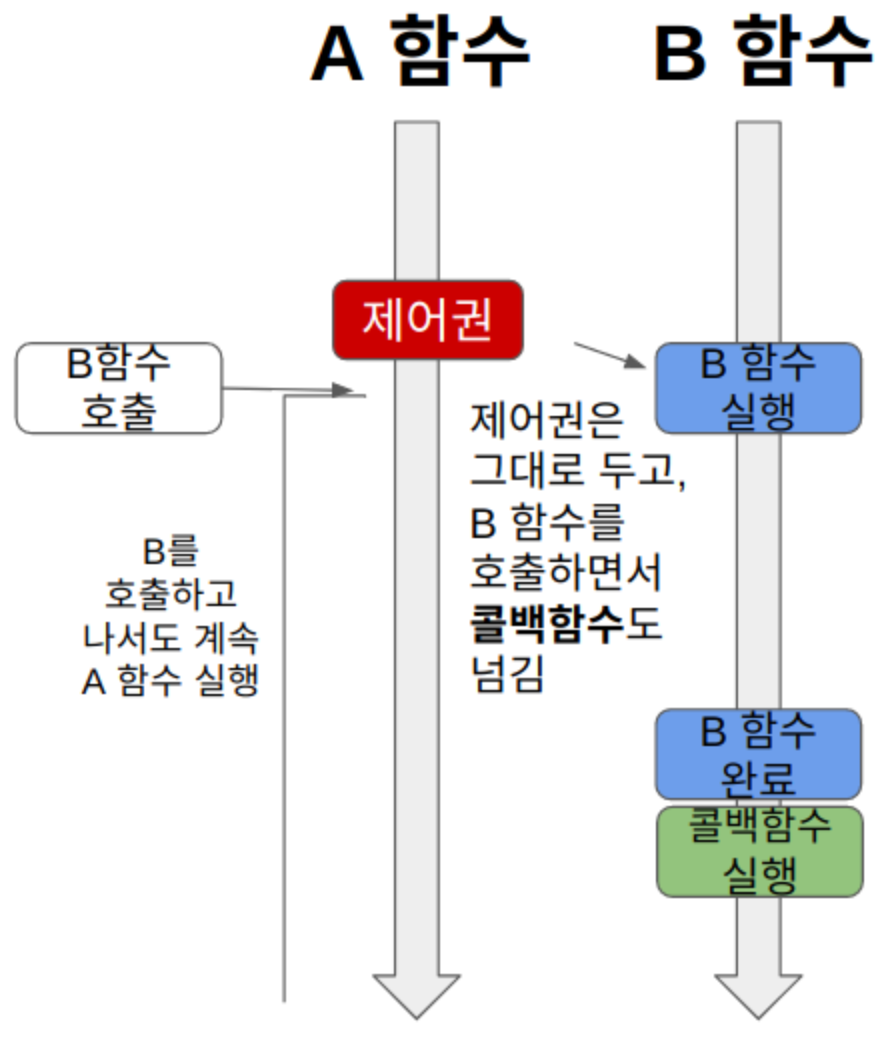 A 함수
B 함수
제어권
B함수
호출
B 함수
실행
제어권은
그대로 두고,
B 함수를
호출하면서
콜백함수도
넘김
B를
호출하고
나서도 계속
A 함수 실행
B 함수
완료
콜백함수
실행